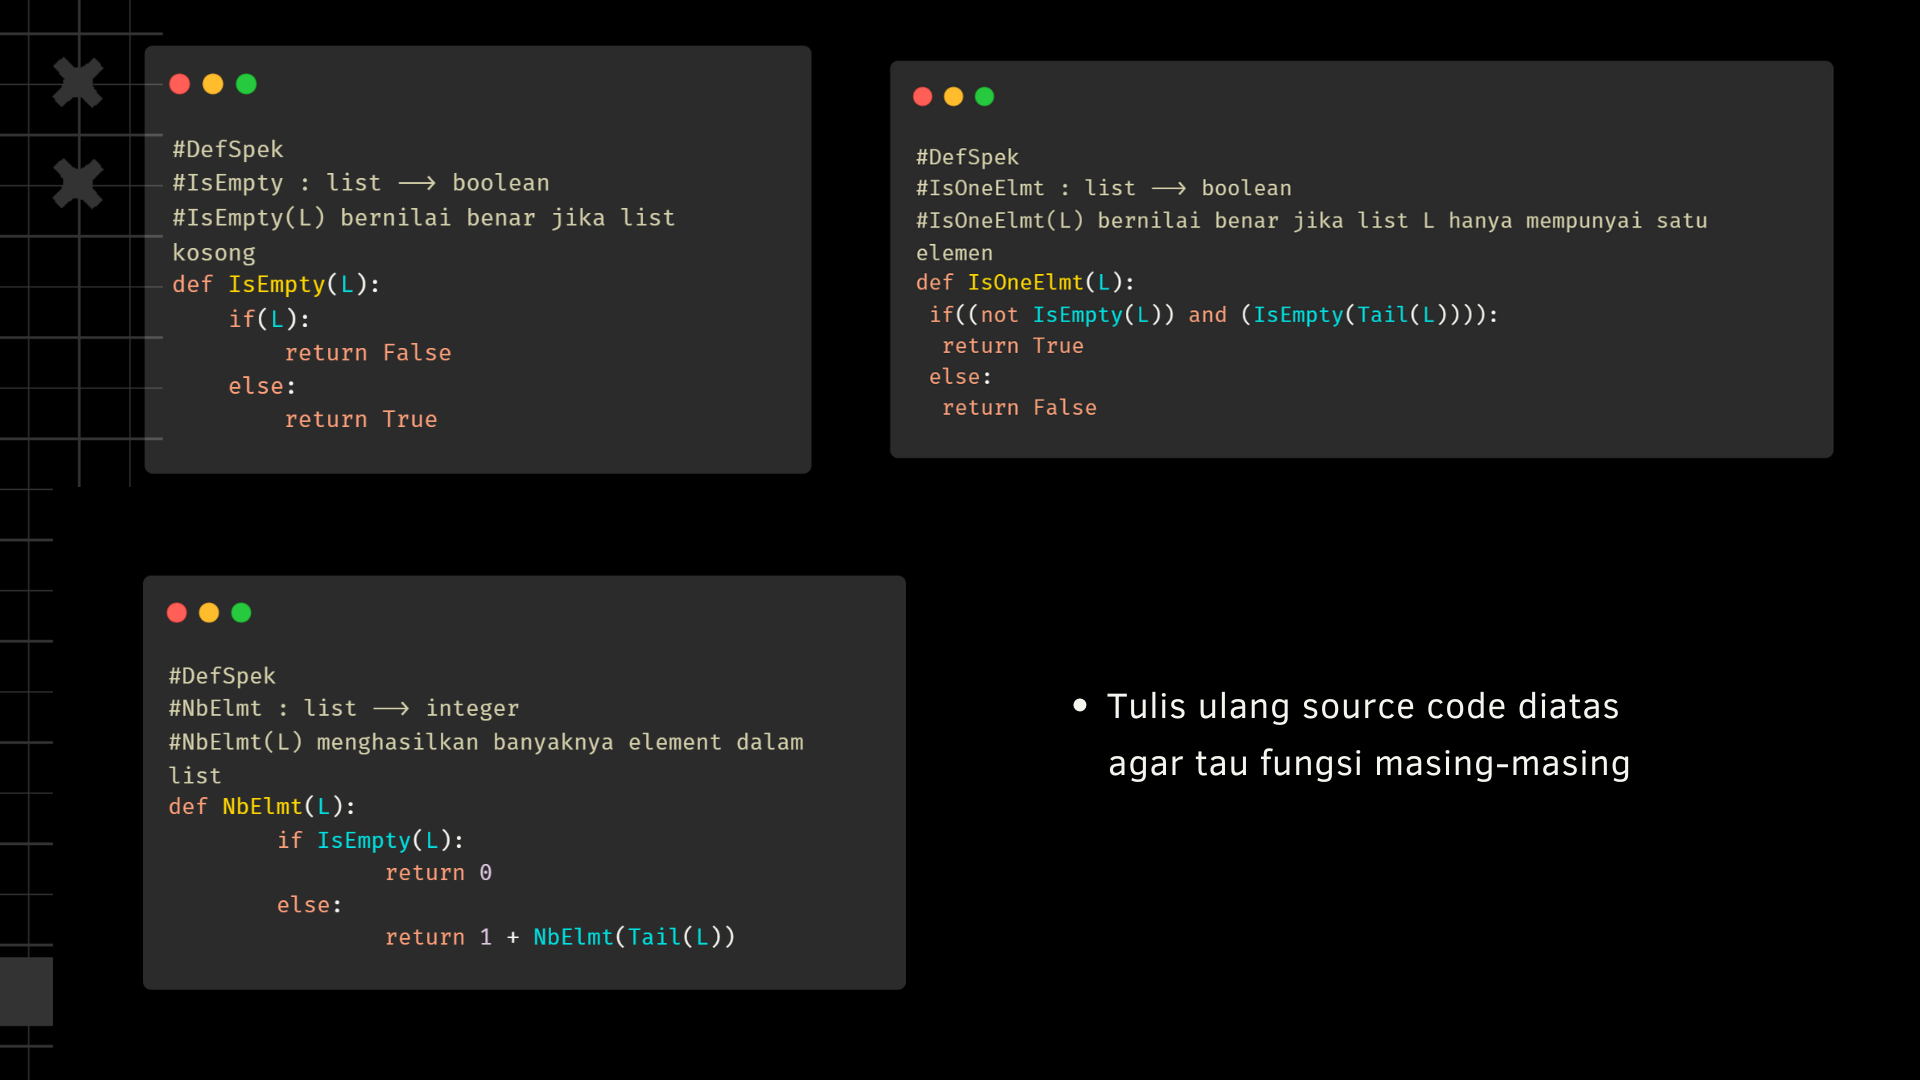 #DefSpek
#IsEmpty : list ⟶ boolean
#IsEmpty(L) bernilai benar jika list
kosong
def IsEmpty(L):
    if(L):
        return False
    else:
        return True
#DefSpek
#IsOneElmt : list ⟶ boolean
#IsOneElmt(L) bernilai benar jika list L hanya mempunyai satu
elemen
def IsOneElmt(L):
 if((not IsEmpty(L)) and (IsEmpty(Tail(L)))):
  return True
 else:
  return False
#DefSpek
#NbElmt : list ⟶ integer
#NbElmt(L) menghasilkan banyaknya element dalam
list
def NbElmt(L):
        if IsEmpty(L):
                return 0
        else:
                return 1 + NbElmt(Tail(L))
• Tulis ulang source code diatas
agar tau fungsi masing-masing